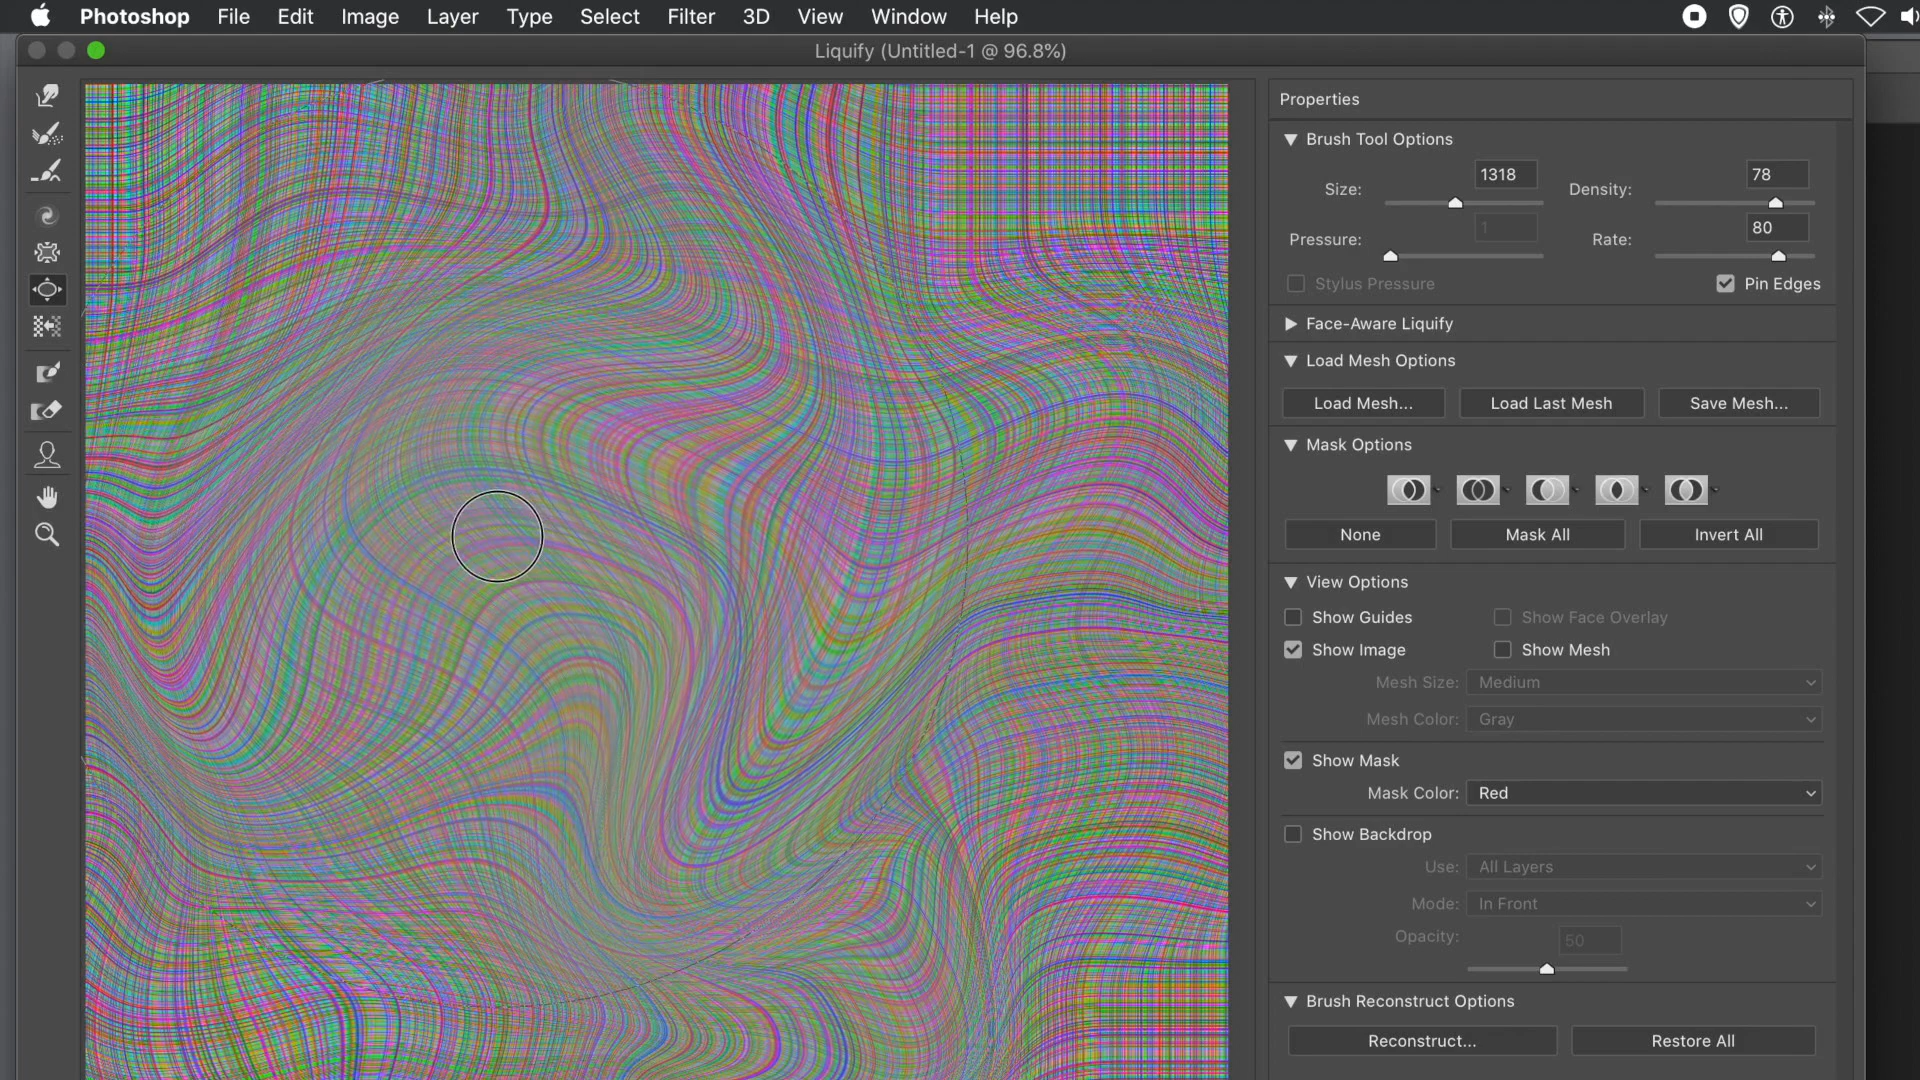 Photoshop File Edit Image Layer Type Select Filter 3D View Window Help
Liquify (Untitled-1 @ 96.8%)
Properties
Brush Tool Options
Size: 1318 Density: 78
Pressure: 1 Rate: 80
Stylus Pressure Pin Edges
Face-Aware Liquify
Load Mesh Options
Load Mesh... Load Last Mesh Save Mesh...
Mask Options
None Mask All Invert All
View Options
Show Guides Show Face Overlay
Show Image Show Mesh
Mesh Size: Medium
Mesh Color: Gray
Show Mask
Mask Color: Red
Show Backdrop
Use: All Layers
Mode: In Front
Opacity: 50
Brush Reconstruct Options
Reconstruct... Restore All